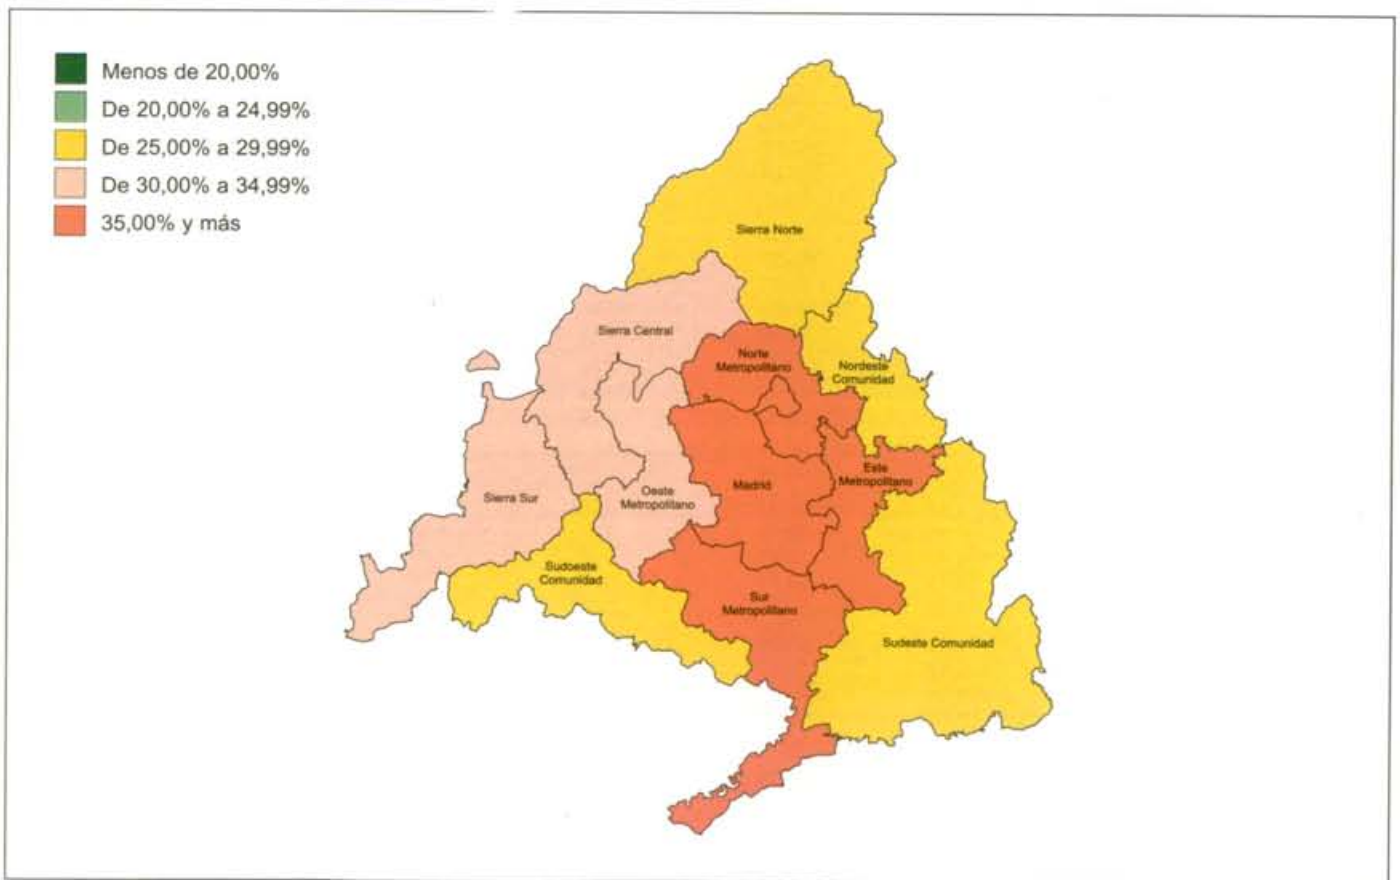 Menos de 20,00%
De 20,00% a 24,99%
De 25,00% a 29,99%
De 30,00% a 34,99%
35,00% y más
Sierra Norte
Sierra Central
Norte
Metropolitano
Nordeste
Comunidad
Este
Metropolitano
Madrid
Oeste
Metropolitano
Sierra Sur
Sudoeste
Comunidad
Sur
Metropolitano
Sudeste Comunidad